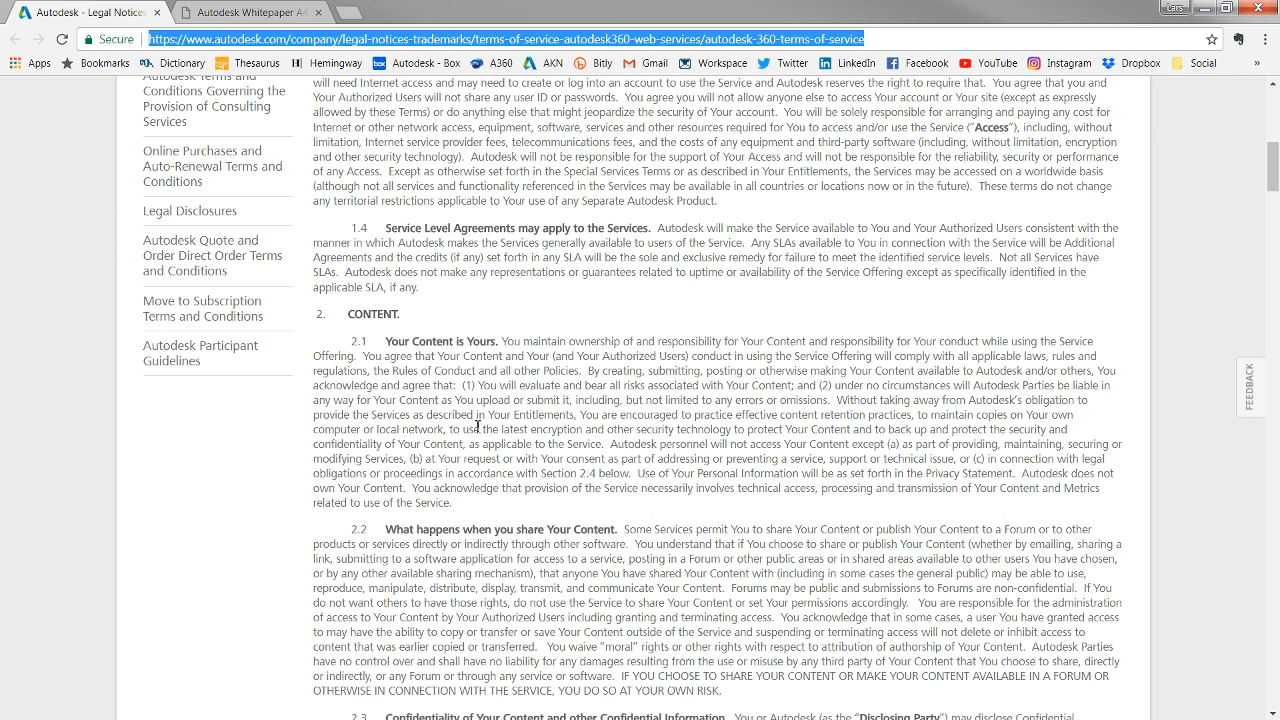 Autodesk - Legal Notices
Autodesk Whitepaper A4
Lars
Secure
https://www.autodesk.com/company/legal-notices-trademarks/terms-of-service-autodesk360-web-services/autodesk-360-terms-of-service
Apps Bookmarks Dictionary Thesaurus Hemingway Autodesk - Box A360 AKN Bitly Gmail Workspace Twitter LinkedIn Facebook YouTube Instagram Dropbox Social »
Autodesk Terms and
Conditions Governing the
Provision of Consulting
Services
Online Purchases and
Auto-Renewal Terms and
Conditions
Legal Disclosures
Autodesk Quote and
Order Direct Order Terms
and Conditions
Move to Subscription
Terms and Conditions
Autodesk Participant
Guidelines
will need Internet access and may need to create or log into an account to use the Service and Autodesk reserves the right to require that. You agree that you and
Your Authorized Users will not share any user ID or passwords. You agree you will not allow anyone else to access Your account or Your site (except as expressly
allowed by these Terms) or do anything else that might jeopardize the security of Your account. You will be solely responsible for arranging and paying any cost for
Internet or other network access, equipment, software, services and other resources required for You to access and/or use the Service (“Access”), including, without
limitation, Internet service provider fees, telecommunications fees, and the costs of any equipment and third-party software (including, without limitation, encryption
and other security technology). Autodesk will not be responsible for the support of Your Access and will not be responsible for the reliability, security or performance
of any Access. Except as otherwise set forth in the Special Services Terms or as described in Your Entitlements, the Services may be accessed on a worldwide basis
(although not all services and functionality referenced in the Services may be available in all countries or locations now or in the future). These terms do not change
any territorial restrictions applicable to Your use of any Separate Autodesk Product.
1.4 Service Level Agreements may apply to the Services. Autodesk will make the Service available to You and Your Authorized Users consistent with the
manner in which Autodesk makes the Services generally available to users of the Service. Any SLAs available to You in connection with the Service will be Additional
Agreements and the credits (if any) set forth in any SLA will be the sole and exclusive remedy for failure to meet the identified service levels. Not all Services have
SLAs. Autodesk does not make any representations or guarantees related to uptime or availability of the Service Offering except as specifically identified in the
applicable SLA, if any.
2. CONTENT.
2.1 Your Content is Yours. You maintain ownership of and responsibility for Your Content and responsibility for Your conduct while using the Service
Offering. You agree that Your Content and Your (and Your Authorized Users) conduct in using the Service Offering will comply with all applicable laws, rules and
regulations, the Rules of Conduct and all other Policies. By creating, submitting, posting or otherwise making Your Content available to Autodesk and/or others, You
acknowledge and agree that: (1) You will evaluate and bear all risks associated with Your Content; and (2) under no circumstances will Autodesk Parties be liable in
any way for Your Content as You upload or submit it, including, but not limited to any errors or omissions. Without taking away from Autodesk’s obligation to
provide the Services as described in Your Entitlements, You are encouraged to practice effective content retention practices, to maintain copies on Your own
computer or local network, to use the latest encryption and other security technology to protect Your Content and to back up and protect the security and
confidentiality of Your Content, as applicable to the Service. Autodesk personnel will not access Your Content except (a) as part of providing, maintaining, securing or
modifying Services, (b) at Your request or with Your consent as part of addressing or preventing a service, support or technical issue, or (c) in connection with legal
obligations or proceedings in accordance with Section 2.4 below. Use of Your Personal Information will be as set forth in the Privacy Statement. Autodesk does not
own Your Content. You acknowledge that provision of the Service necessarily involves technical access, processing and transmission of Your Content and Metrics
related to use of the Service.
2.2 What happens when you share Your Content. Some Services permit You to share Your Content or publish Your Content to a Forum or to other
products or services directly or indirectly through other software. You understand that if You choose to share or publish Your Content (whether by emailing, sharing a
link, submitting to a software application for access to a service, posting in a Forum or other public areas or in shared areas available to other users You have chosen,
or by any other available sharing mechanism), that anyone You have shared Your Content with (including in some cases the general public) may be able to use,
reproduce, manipulate, distribute, display, transmit, and communicate Your Content. Forums may be public and submissions to Forums are non-confidential. If You
do not want others to have those rights, do not use the Service to share Your Content or set Your permissions accordingly. You are responsible for the administration
of access to Your Content by Your Authorized Users including granting and terminating access. You acknowledge that in some cases, a user You have granted access
to may have the ability to copy or transfer or save Your Content outside of the Service and suspending or terminating access will not delete or inhibit access to
content that was earlier copied or transferred. You waive “moral” rights or other rights with respect to attribution of authorship of Your Content. Autodesk Parties
have no control over and shall have no liability for any damages resulting from the use or misuse by any third party of Your Content that You choose to share, directly
or indirectly, or any Forum or through any service or software. IF YOU CHOOSE TO SHARE YOUR CONTENT OR MAKE YOUR CONTENT AVAILABLE IN A FORUM OR
OTHERWISE IN CONNECTION WITH THE SERVICE, YOU DO SO AT YOUR OWN RISK.
2.3 Confidentiality of Your Content and other Confidential Information. You or Autodesk (as the “Disclosing Party”) may disclose Confidential
FEEDBACK